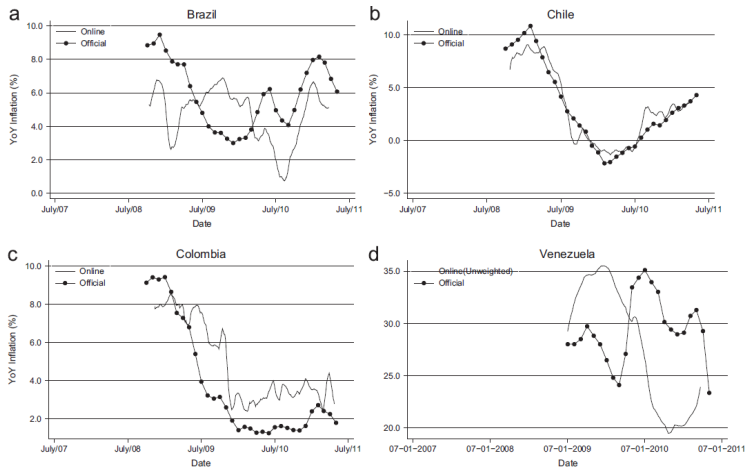 a
Brazil
10.0
Online
Official
8.0
6.0
4.0
2.0
0.0
YoY Inflation (%)
July/07 July/08 July/09 July/10 July/11
Date
b
Chile
Online
Official
10.0
5.0
0.0
−5.0
YoY Inflation (%)
July/07 July/08 July/09 July/10 July/11
Date
c
Colombia
10.0
Online
Official
8.0
6.0
4.0
2.0
YoY Inflation (%)
July/07 July/08 July/09 July/10 July/11
Date
d
Venezuela
Online(Unweighted)
Official
35.0
30.0
25.0
20.0
YoY Inflation (%)
07–01–2007 07–01–2008 07–01–2009 07–01–2010 07–01–2011
Date